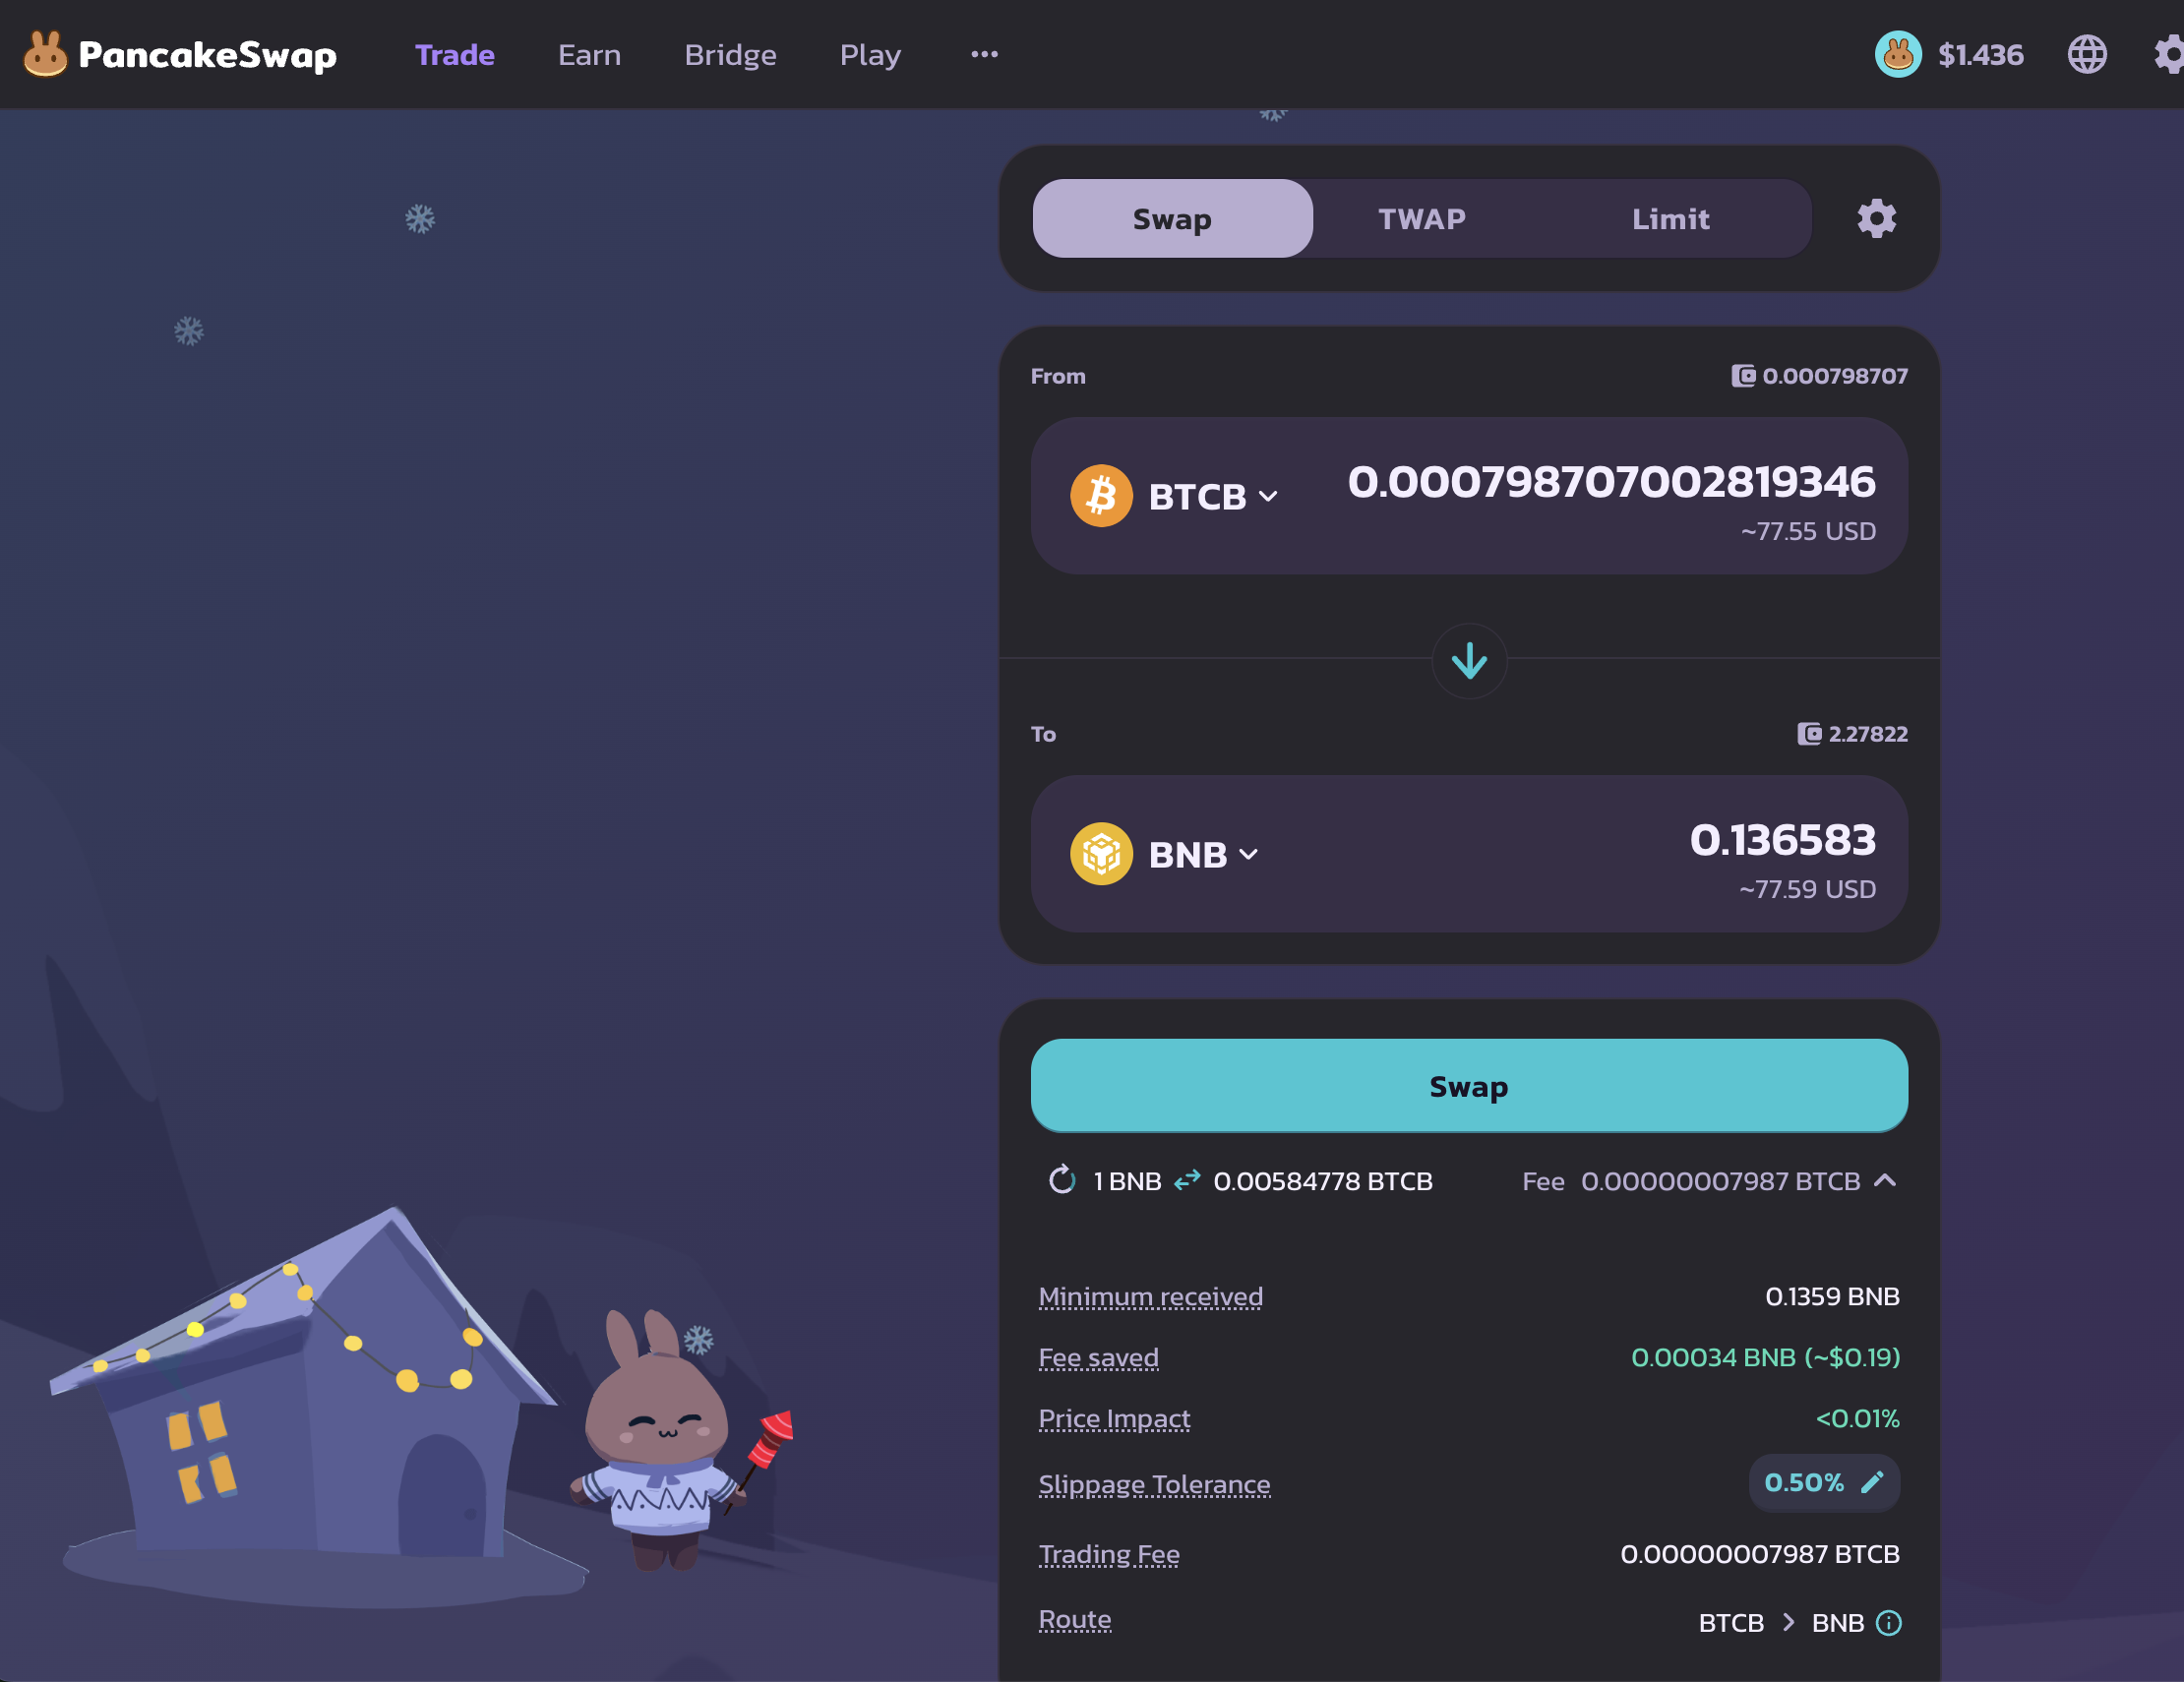 PancakeSwap Trade Earn Bridge Play ••• $1.436
Swap TWAP Limit
From 0.000798707
BTCB 0.000798707002819346
~77.55 USD
To 2.27822
BNB 0.136583
~77.59 USD
Swap
1 BNB ⇄ 0.00584778 BTCB Fee 0.00000007987 BTCB
Minimum received 0.1359 BNB
Fee saved 0.00034 BNB (~$0.19)
Price Impact <0.01%
Slippage Tolerance 0.50%
Trading Fee 0.00000007987 BTCB
Route BTCB > BNB